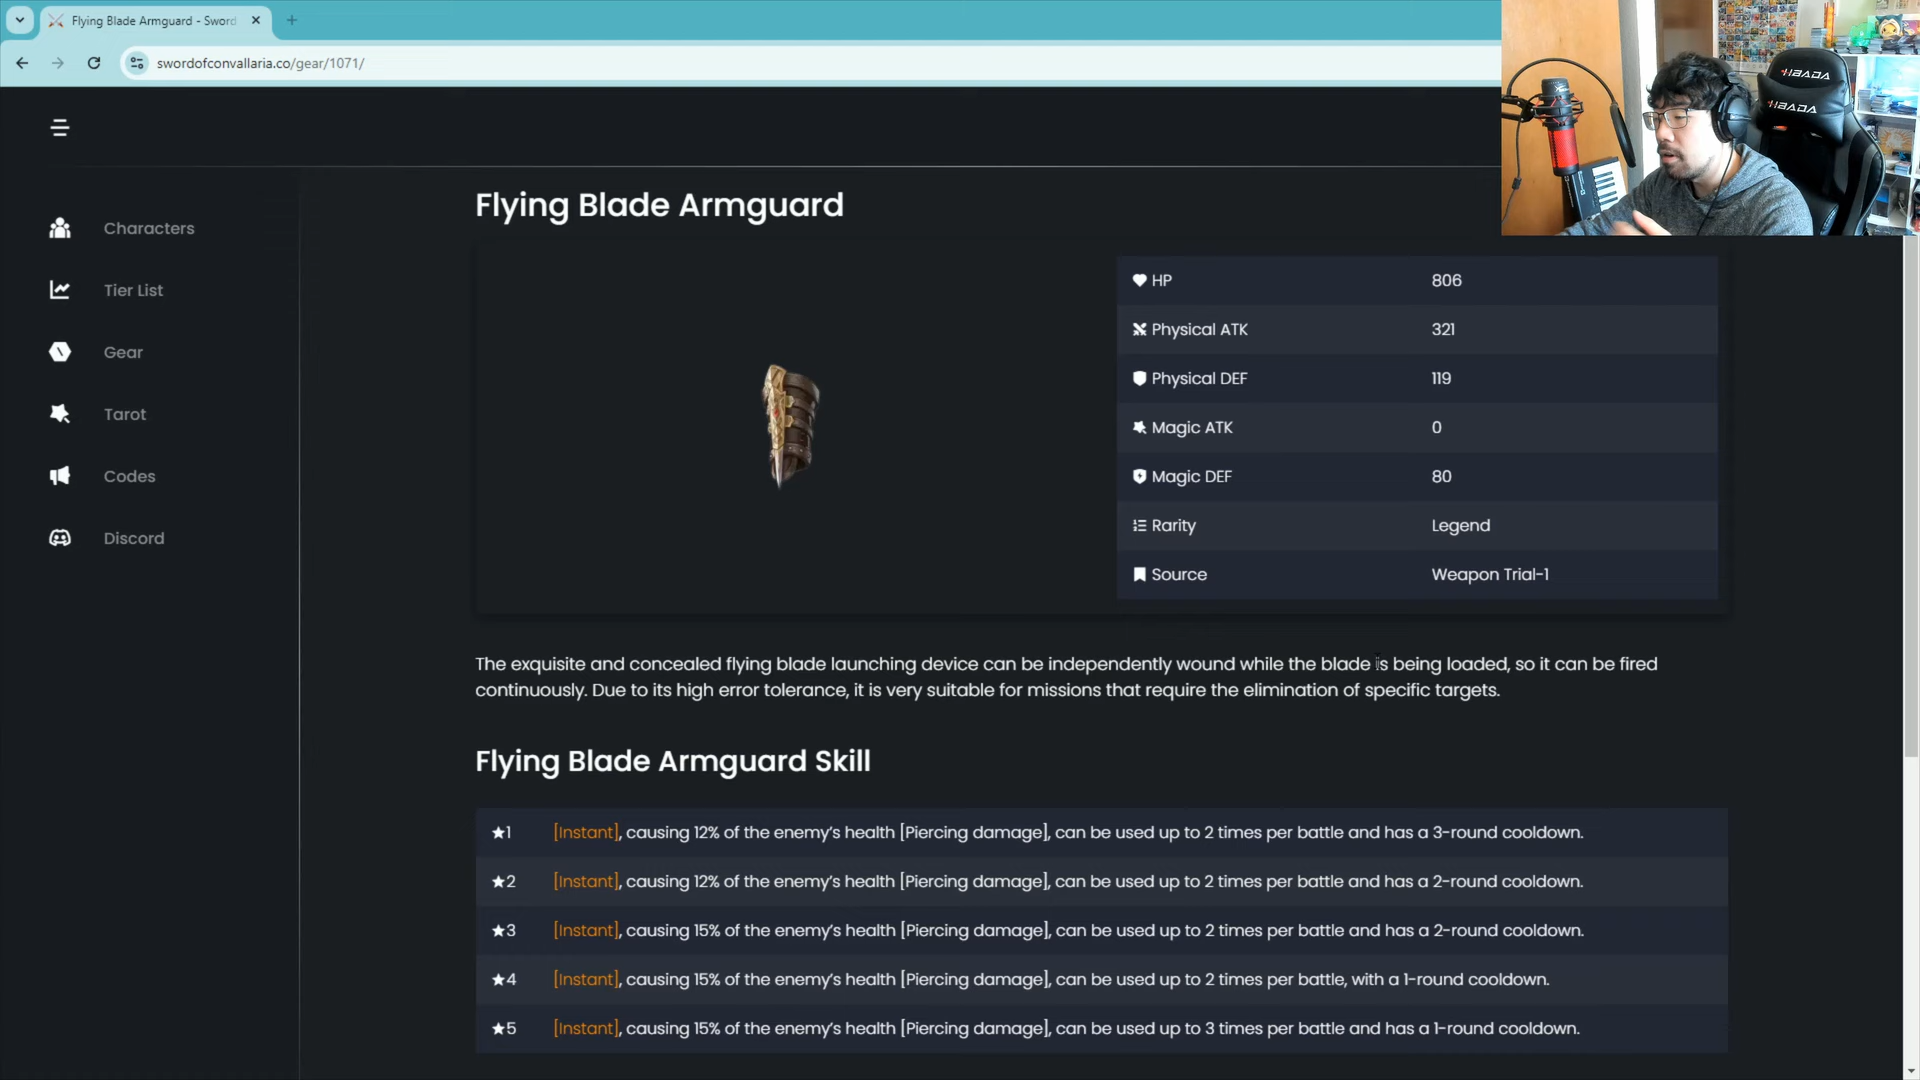 Flying Blade Armguard - Sword
swordofconvallaria.co/gear/1071/
HBADA
HBADA
Characters
Tier List
Gear
Tarot
Codes
Discord
Flying Blade Armguard
HP 806
Physical ATK 321
Physical DEF 119
Magic ATK 0
Magic DEF 80
Rarity Legend
Source Weapon Trial-1
The exquisite and concealed flying blade launching device can be independently wound while the blade is being loaded, so it can be fired
continuously. Due to its high error tolerance, it is very suitable for missions that require the elimination of specific targets.
Flying Blade Armguard Skill
★1 [Instant], causing 12% of the enemy’s health [Piercing damage], can be used up to 2 times per battle and has a 3-round cooldown.
★2 [Instant], causing 12% of the enemy’s health [Piercing damage], can be used up to 2 times per battle and has a 2-round cooldown.
★3 [Instant], causing 15% of the enemy’s health [Piercing damage], can be used up to 2 times per battle and has a 2-round cooldown.
★4 [Instant], causing 15% of the enemy’s health [Piercing damage], can be used up to 2 times per battle, with a 1-round cooldown.
★5 [Instant], causing 15% of the enemy’s health [Piercing damage], can be used up to 3 times per battle and has a 1-round cooldown.